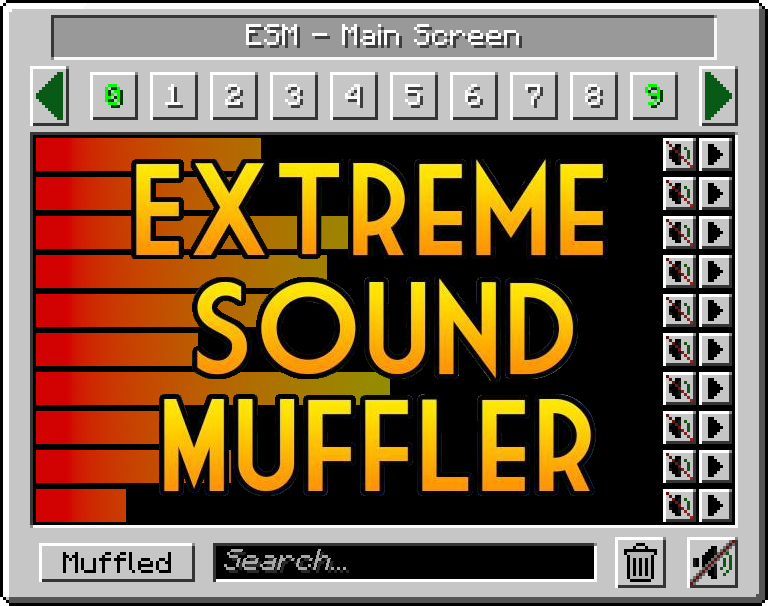 ESM - Main Screen
0 1 2 3 4 5 6 7 8 9
EXTREME
SOUND
MUFFLER
Muffled Search...